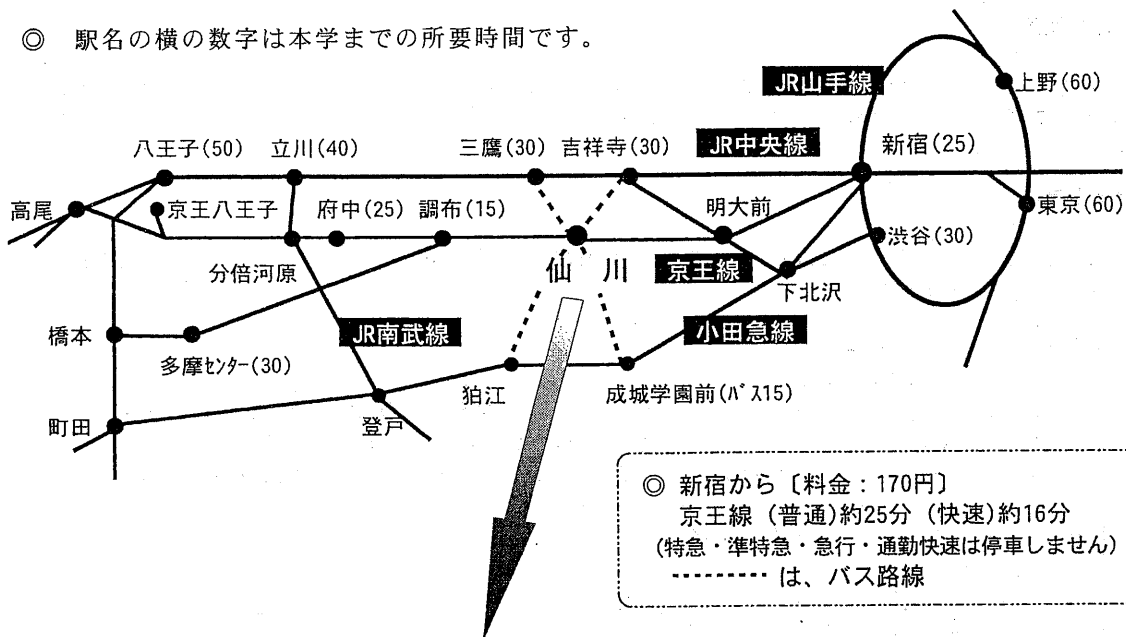 ◎ 駅名の横の数字は本学までの所要時間です。
JR山手線
上野(60)
八王子(50)
立川(40)
三鷹(30)
吉祥寺(30)
JR中央線
新宿(25)
高尾
京王八王子
府中(25)
調布(15)
明大前
東京(60)
渋谷(30)
分倍河原
仙川
京王線
下北沢
橋本
多摩センター(30)
JR南武線
小田急線
狛江
成城学園前(バス15)
町田
登戸
◎ 新宿から〔料金:170円〕
京王線 (普通)約25分 (快速)約16分
(特急・準特急・急行・通勤快速は停車しません)
は、バス路線